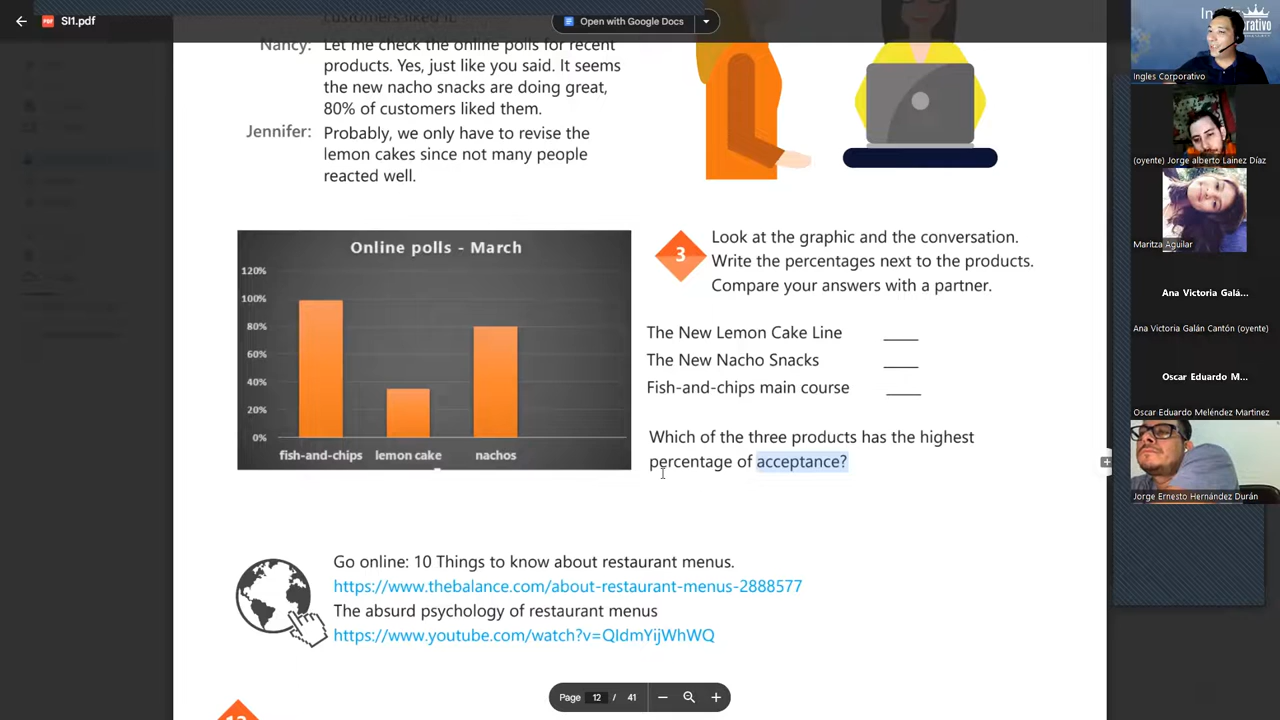 SI1.pdf
Open with Google Docs
customers liked it.
Nancy: Let me check the online polls for recent
products. Yes, just like you said. It seems
the new nacho snacks are doing great,
80% of customers liked them.
Jennifer: Probably, we only have to revise the
lemon cakes since not many people
reacted well.
Online polls - March
120%
100%
80%
60%
40%
20%
0%
fish-and-chips lemon cake nachos
3
Look at the graphic and the conversation.
Write the percentages next to the products.
Compare your answers with a partner.
The New Lemon Cake Line ____
The New Nacho Snacks ____
Fish-and-chips main course ____
Which of the three products has the highest
percentage of acceptance?
Go online: 10 Things to know about restaurant menus.
https://www.thebalance.com/about-restaurant-menus-2888577
The absurd psychology of restaurant menus
https://www.youtube.com/watch?v=QIdmYijWhWQ
Page 12 / 41
Ingles Corporativo
(oyente) Jorge alberto Lainez Díaz
Maritza Aguilar
Ana Victoria Galá...
Ana Victoria Galán Cantón (oyente)
Oscar Eduardo M...
Oscar Eduardo Meléndez Martinez
Jorge Ernesto Hernández Durán